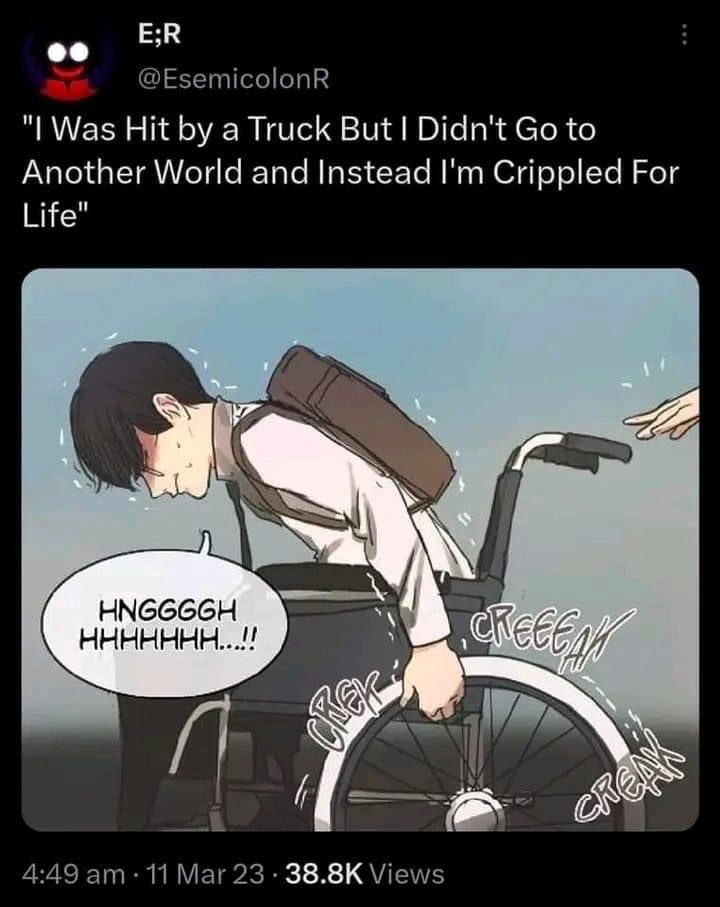 E;R
@EsemicolonR
"I Was Hit by a Truck But I Didn't Go to
Another World and Instead I'm Crippled For
Life"
HNGGGGH
HHHHHHH...!!
CREEEAK
CREK
CREAK
4:49 am · 11 Mar 23 · 38.8K Views